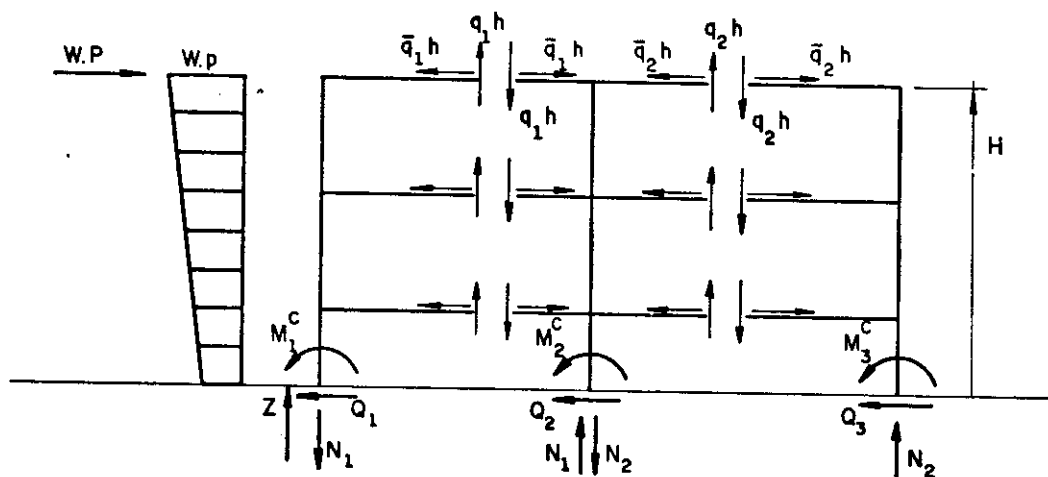 W.P
W.p
q̄₁h
q₁h
q̄₁h
q̄₂h
q₂h
q̄₂h
q₁h
q₂h
H
M₁ᶜ
M₂ᶜ
M₃ᶜ
Z
Q₁
Q₂
Q₃
N₁
N₁
N₂
N₂